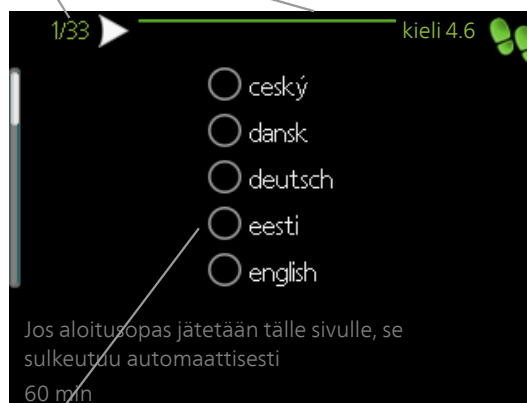 1/33
kieli 4.6
ceský
dansk
deutsch
eesti
english
Jos aloitusopas jätetään tälle sivulle, se
sulkeutuu automaattisesti
60 min